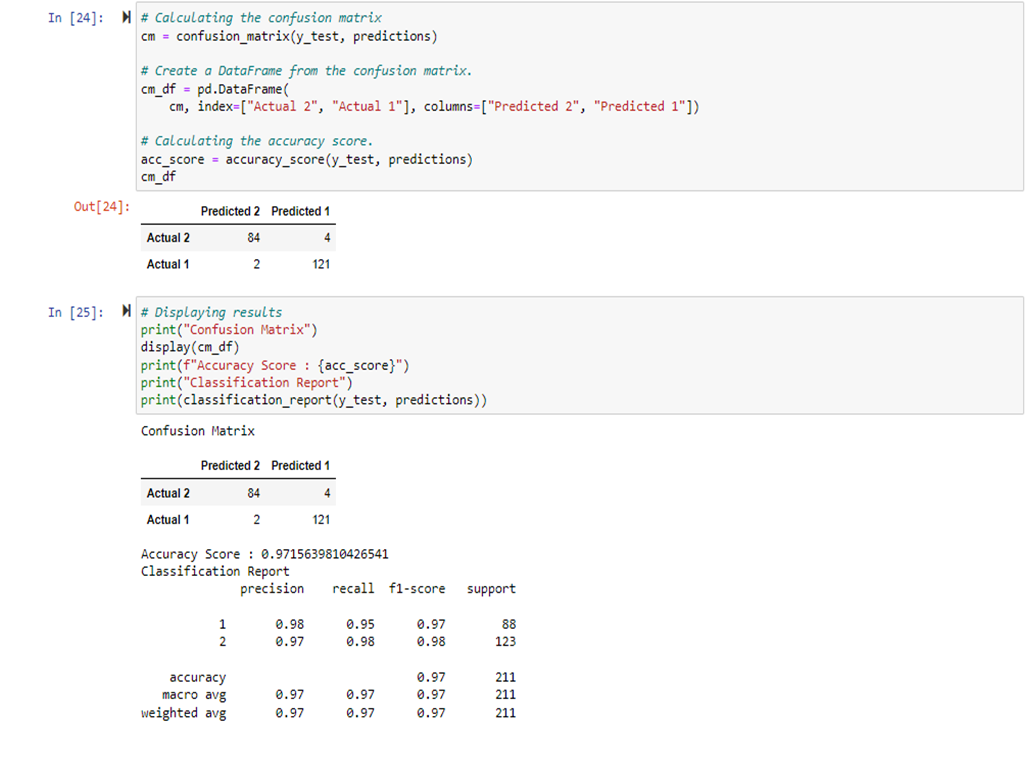 In [24]:
# Calculating the confusion matrix
cm = confusion_matrix(y_test, predictions)
# Create a DataFrame from the confusion matrix.
cm_df = pd.DataFrame(
    cm, index=["Actual 2", "Actual 1"], columns=["Predicted 2", "Predicted 1"])
# Calculating the accuracy score.
acc_score = accuracy_score(y_test, predictions)
cm_df
Out[24]:
Predicted 2 Predicted 1
Actual 2 84 4
Actual 1 2 121
In [25]:
# Displaying results
print("Confusion Matrix")
display(cm_df)
print(f"Accuracy Score : {acc_score}")
print("Classification Report")
print(classification_report(y_test, predictions))
Confusion Matrix
Predicted 2 Predicted 1
Actual 2 84 4
Actual 1 2 121
Accuracy Score : 0.9715639810426541
Classification Report
precision recall f1-score support
1 0.98 0.95 0.97 88
2 0.97 0.98 0.98 123
accuracy 0.97 211
macro avg 0.97 0.97 0.97 211
weighted avg 0.97 0.97 0.97 211